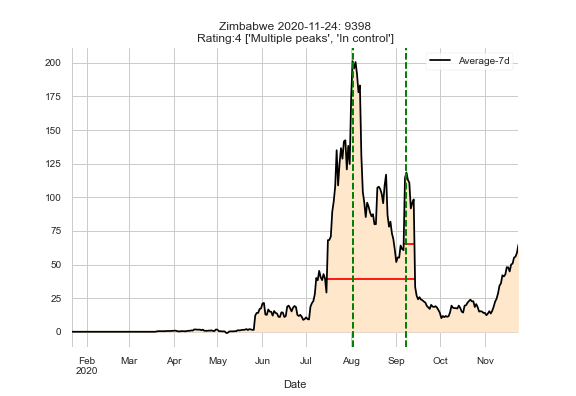 Zimbabwe 2020-11-24: 9398
Rating:4 ['Multiple peaks', 'In control']
Average-7d
200
175
150
125
100
75
50
25
0
Feb Mar Apr May Jun Jul Aug Sep Oct Nov
2020
Date